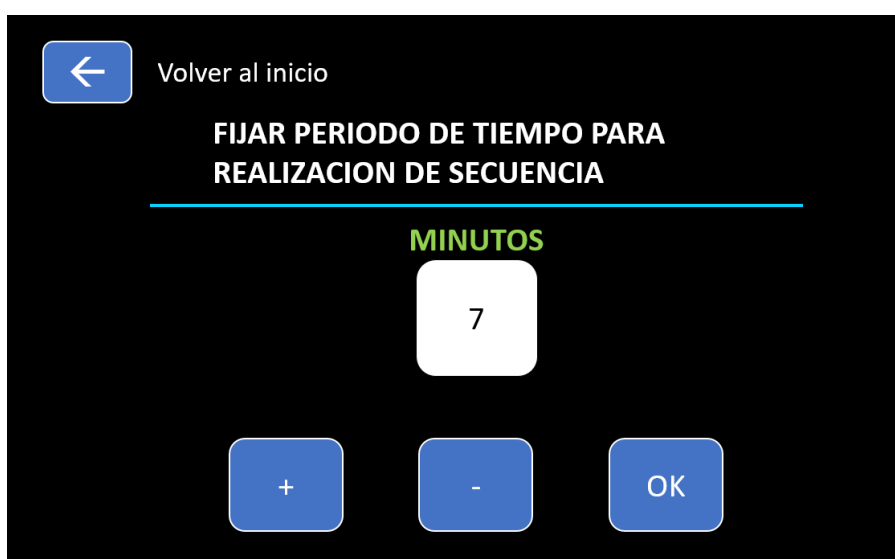 Volver al inicio
FIJAR PERIODO DE TIEMPO PARA
REALIZACION DE SECUENCIA
MINUTOS
7
+ - OK